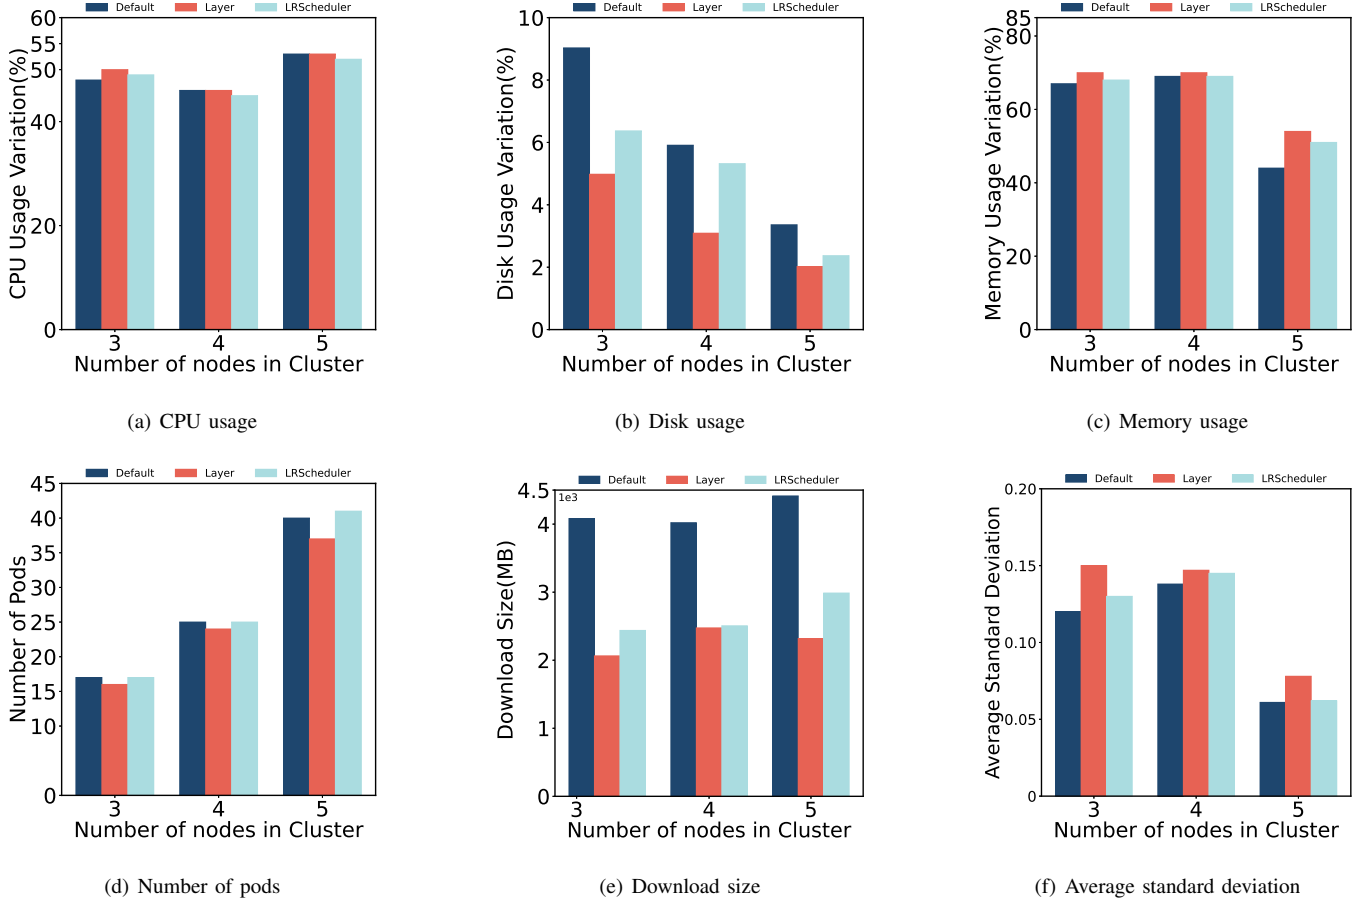 Default Layer LRScheduler
CPU Usage Variation(%)
60
55
50
40
20
0
3 4 5
Number of nodes in Cluster
(a) CPU usage
Default Layer LRScheduler
Disk Usage Variation(%)
10
8
6
4
2
0
3 4 5
Number of nodes in Cluster
(b) Disk usage
Default Layer LRScheduler
Memory Usage Variation(%)
85
80
60
40
20
0
3 4 5
Number of nodes in Cluster
(c) Memory usage
Default Layer LRScheduler
Number of Pods
45
40
35
30
25
20
15
10
0
3 4 5
Number of nodes in Cluster
(d) Number of pods
Default Layer LRScheduler
Download Size(MB)
1e3
4.5
4
3
2
1
0
3 4 5
Number of nodes in Cluster
(e) Download size
Default Layer LRScheduler
Average Standard Deviation
0.20
0.15
0.10
0.05
0
3 4 5
Number of nodes in Cluster
(f) Average standard deviation